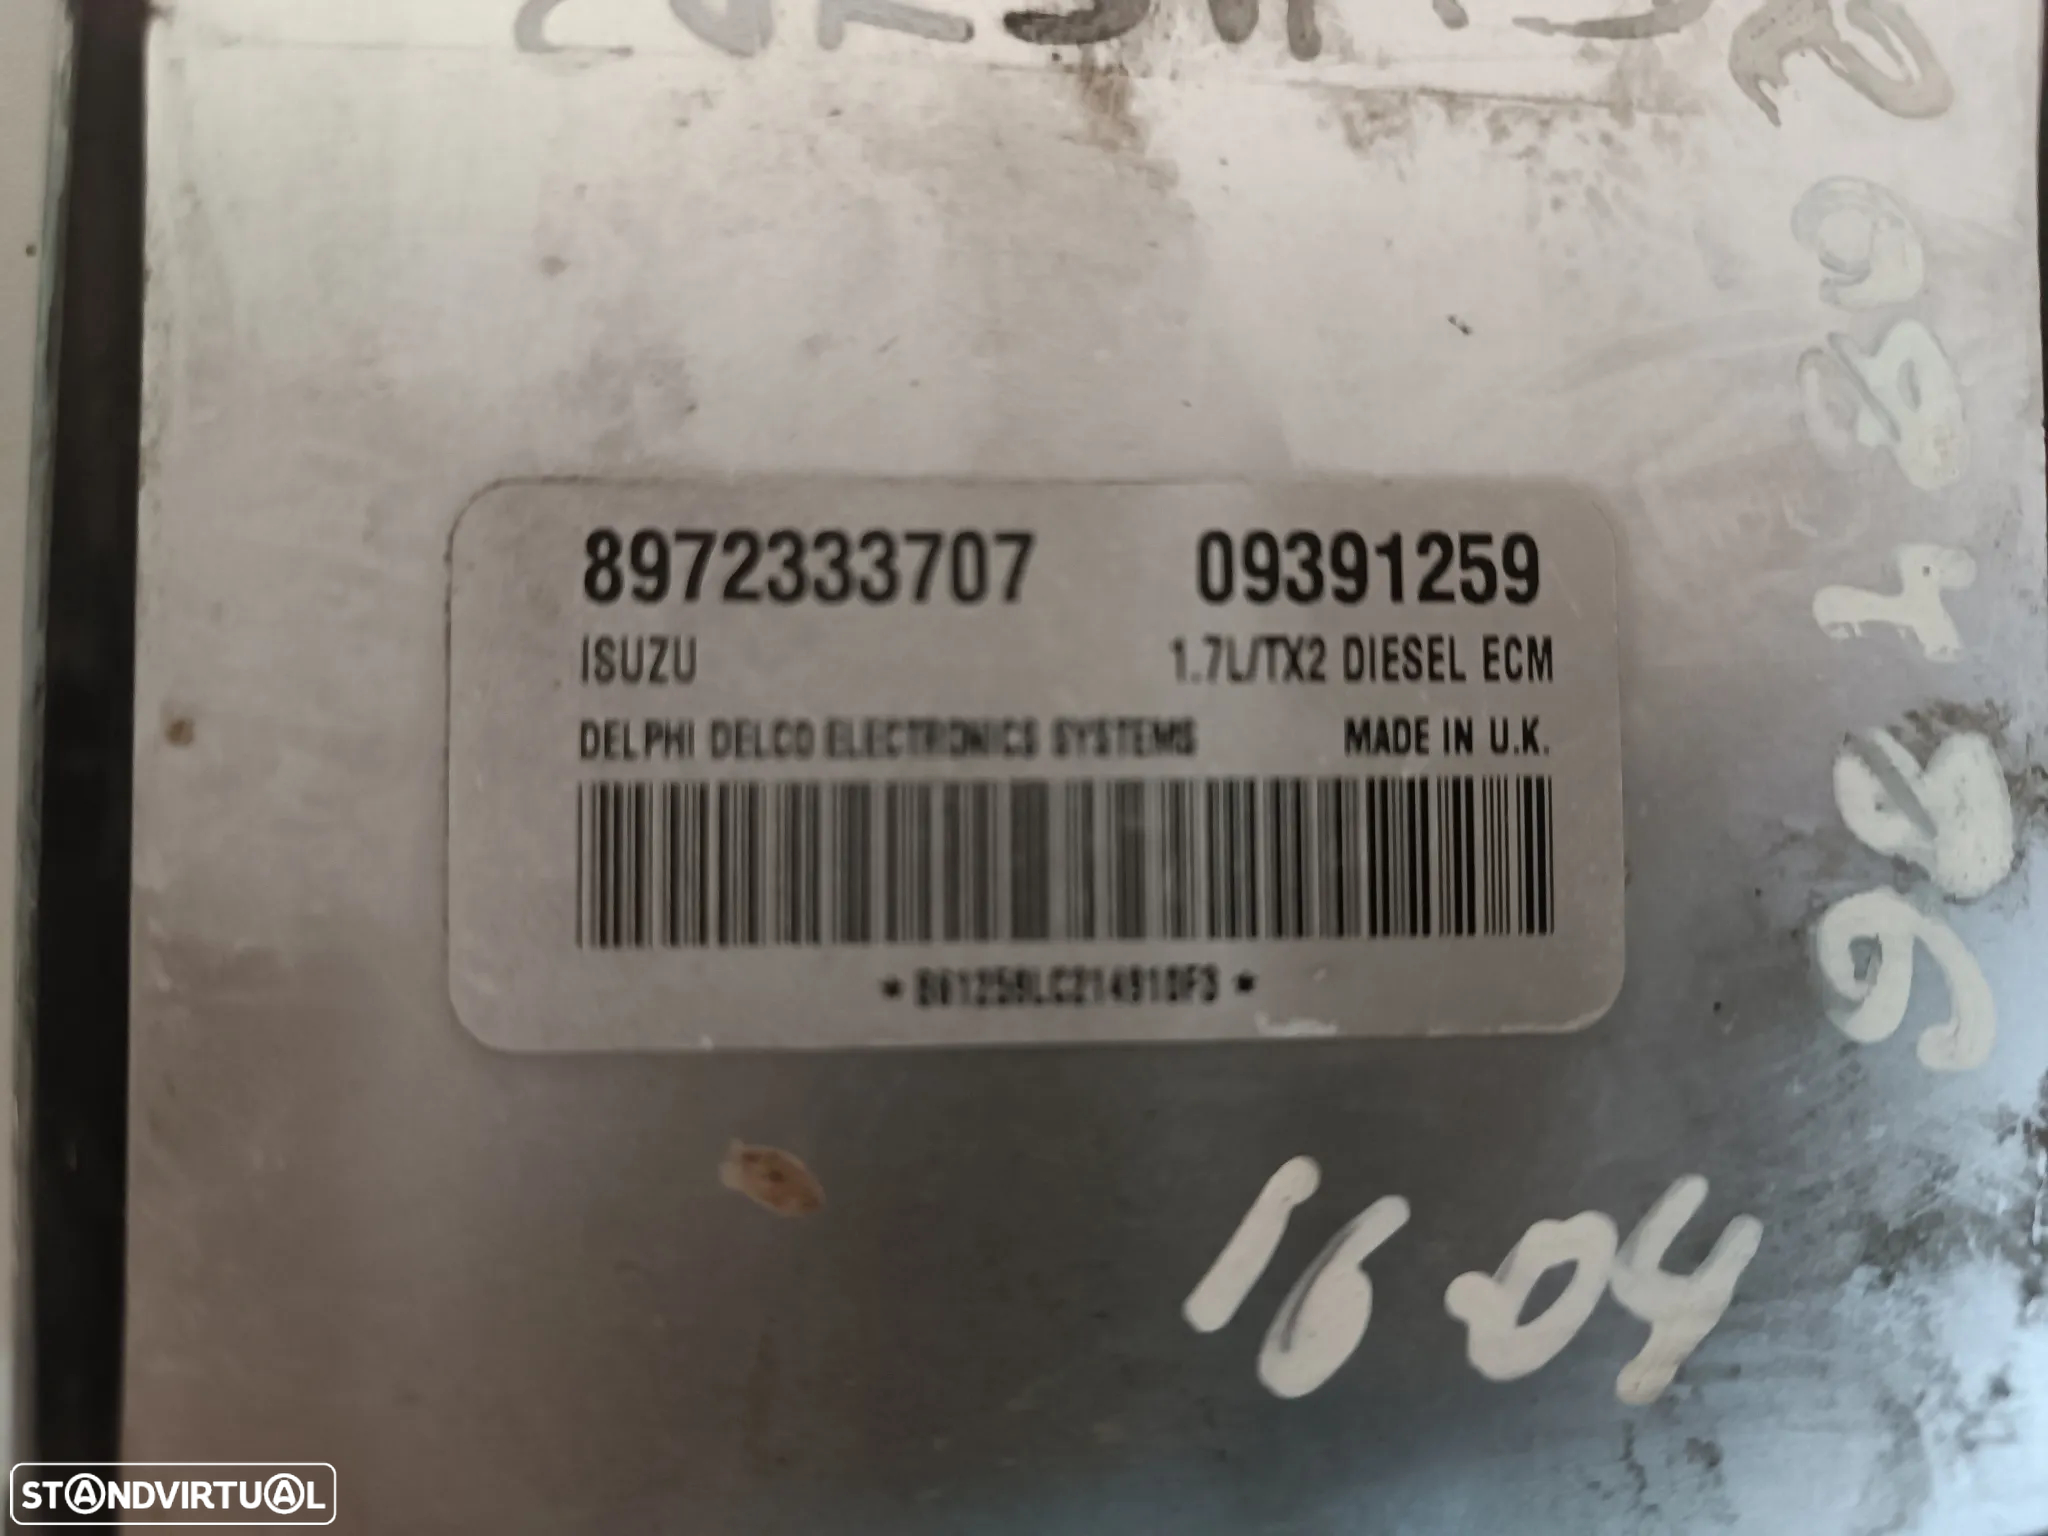 8972333707 09391259
ISUZU 1.7L/TX2 DIESEL ECM
DELPHI DELCO ELECTRONICS SYSTEMS MADE IN U.K.
16.04
STANDVIRTUAL